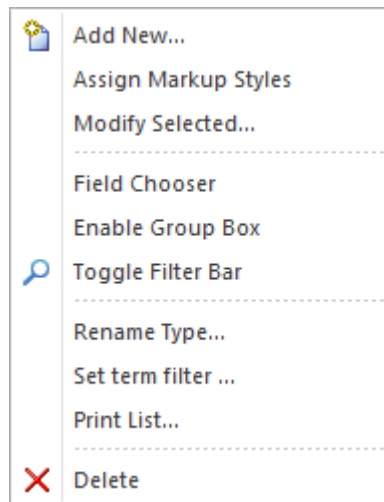 Add New...
Assign Markup Styles
Modify Selected...
Field Chooser
Enable Group Box
Toggle Filter Bar
Rename Type...
Set term filter ...
Print List...
Delete